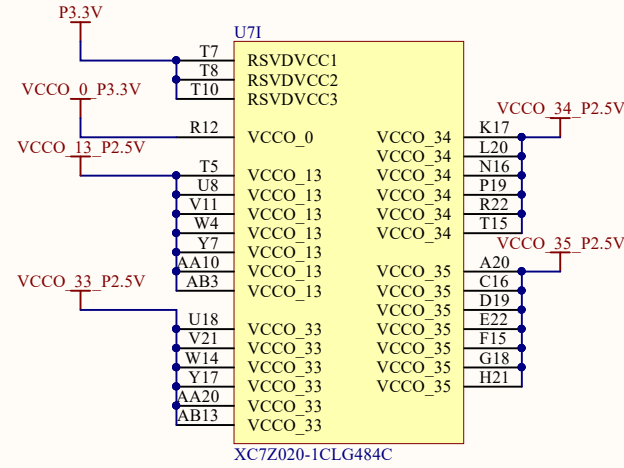 P3.3V
U7I
T7 RSVDVCC1
T8 RSVDVCC2
T10 RSVDVCC3
VCCO_0_P3.3V
R12 VCCO_0
VCCO_13_P2.5V
T5 VCCO_13
U8 VCCO_13
V11 VCCO_13
W4 VCCO_13
Y7 VCCO_13
AA10 VCCO_13
AB3 VCCO_13
VCCO_33_P2.5V
U18 VCCO_33
V21 VCCO_33
W14 VCCO_33
Y17 VCCO_33
AA20 VCCO_33
AB13 VCCO_33
VCCO_34_P2.5V
VCCO_34 K17
VCCO_34 L20
VCCO_34 N16
VCCO_34 P19
VCCO_34 R22
VCCO_34 T15
VCCO_35_P2.5V
VCCO_35 A20
VCCO_35 C16
VCCO_35 D19
VCCO_35 E22
VCCO_35 F15
VCCO_35 G18
VCCO_35 H21
XC7Z020-1CLG484C